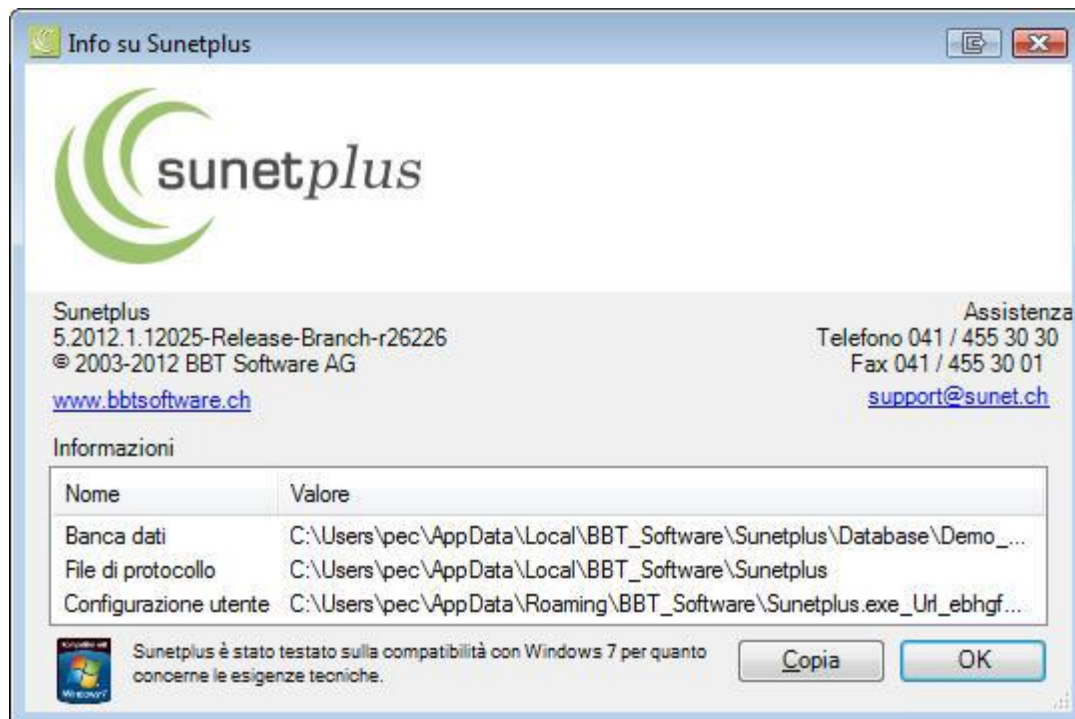 Info su Sunetplus
sunetplus
Sunetplus
5.2012.1.12025-Release-Branch-r26226
© 2003-2012 BBT Software AG
www.bbtsoftware.ch
Assistenza
Telefono 041 / 455 30 30
Fax 041 / 455 30 01
support@sunet.ch
Informazioni
Nome Valore
Banca dati C:\Users\pec\AppData\Local\BBT_Software\Sunetplus\Database\Demo_...
File di protocollo C:\Users\pec\AppData\Local\BBT_Software\Sunetplus
Configurazione utente C:\Users\pec\AppData\Roaming\BBT_Software\Sunetplus.exe_Url_ebhgf...
Sunetplus è stato testato sulla compatibilità con Windows 7 per quanto
concerne le esigenze tecniche.
Copia
OK